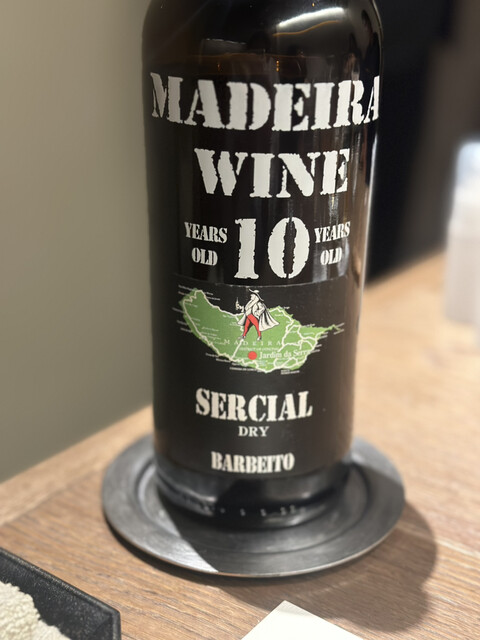 MADEIRA
WINE
YEARS OLD 10 YEARS OLD
MADEIRA
Jardim da Serra
SERCIAL
DRY
BARBEITO